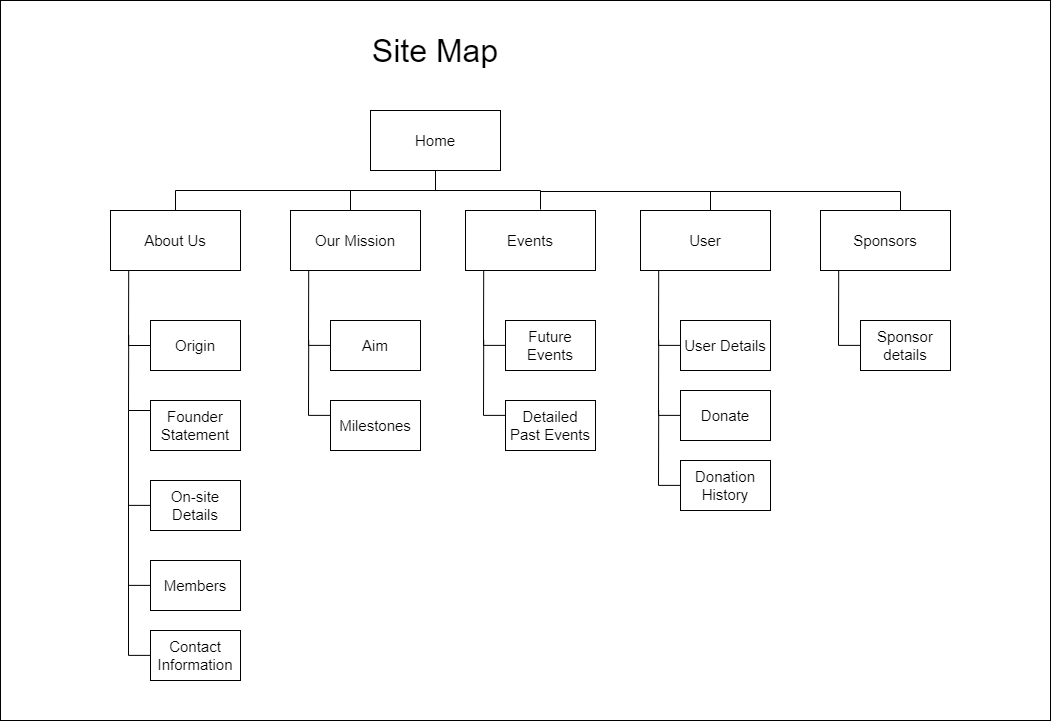 Site Map
Home
About Us
Our Mission
Events
User
Sponsors
Origin
Founder
Statement
On-site
Details
Members
Contact
Information
Aim
Milestones
Future
Events
Detailed
Past Events
User Details
Donate
Donation
History
Sponsor
details